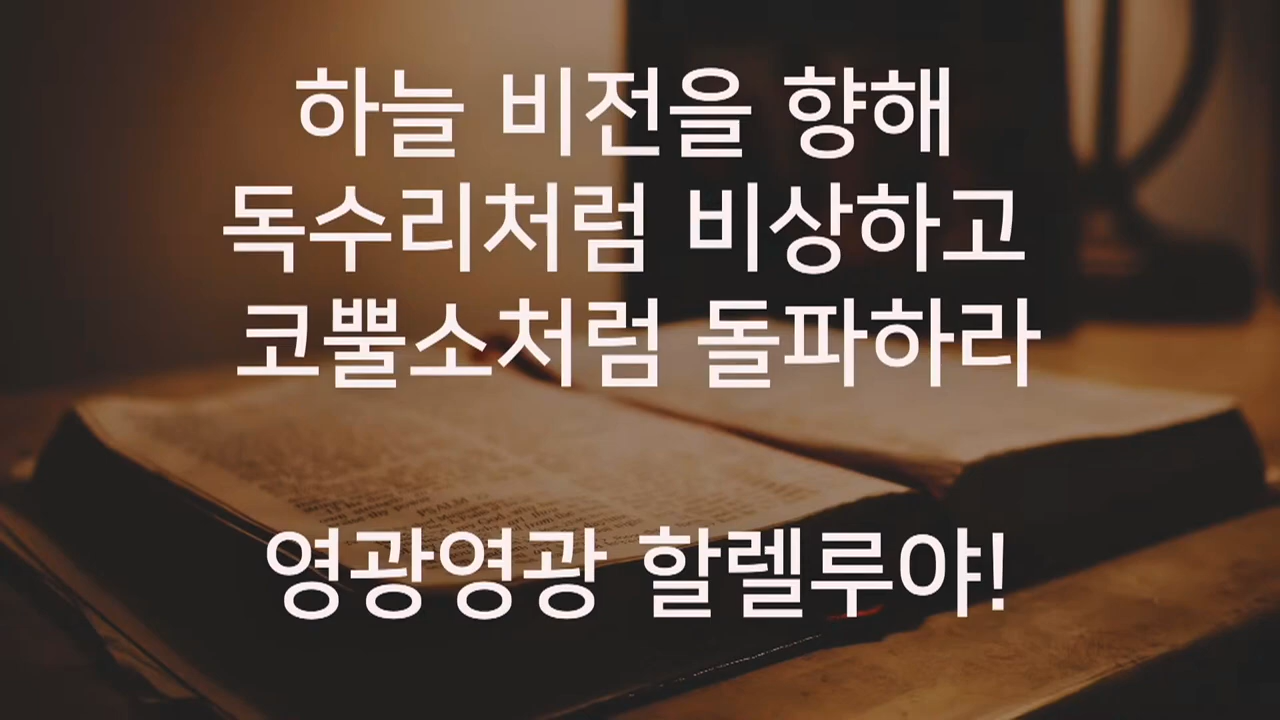 하늘 비전을 향해
독수리처럼 비상하고
코뿔소처럼 돌파하라
영광영광 할렐루야!
PSALM